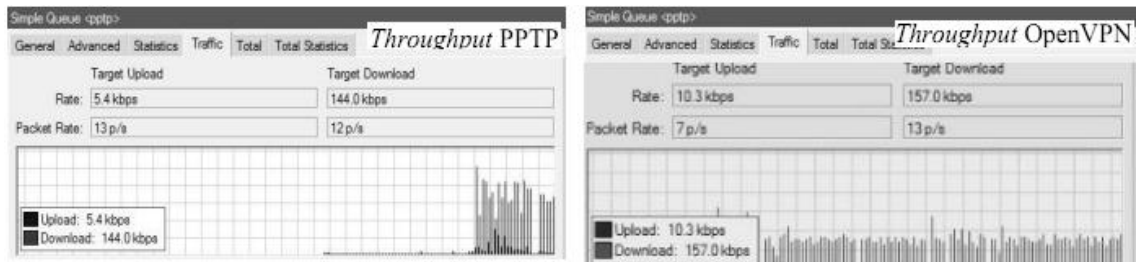 Simple Queue <pptp>
General Advanced Statistics Traffic Total Total Statistics
Throughput PPTP
Target Upload Target Download
Rate: 5.4 kbps 144.0 kbps
Packet Rate: 13 p/s 12 p/s
Upload: 5.4 kbps
Download: 144.0 kbps
Simple Queue <pptp>
General Advanced Statistics Traffic Total Total
Throughput OpenVPN
Target Upload Target Download
Rate: 10.3 kbps 157.0 kbps
Packet Rate: 7 p/s 13 p/s
Upload: 10.3 kbps
Download: 157.0 kbps